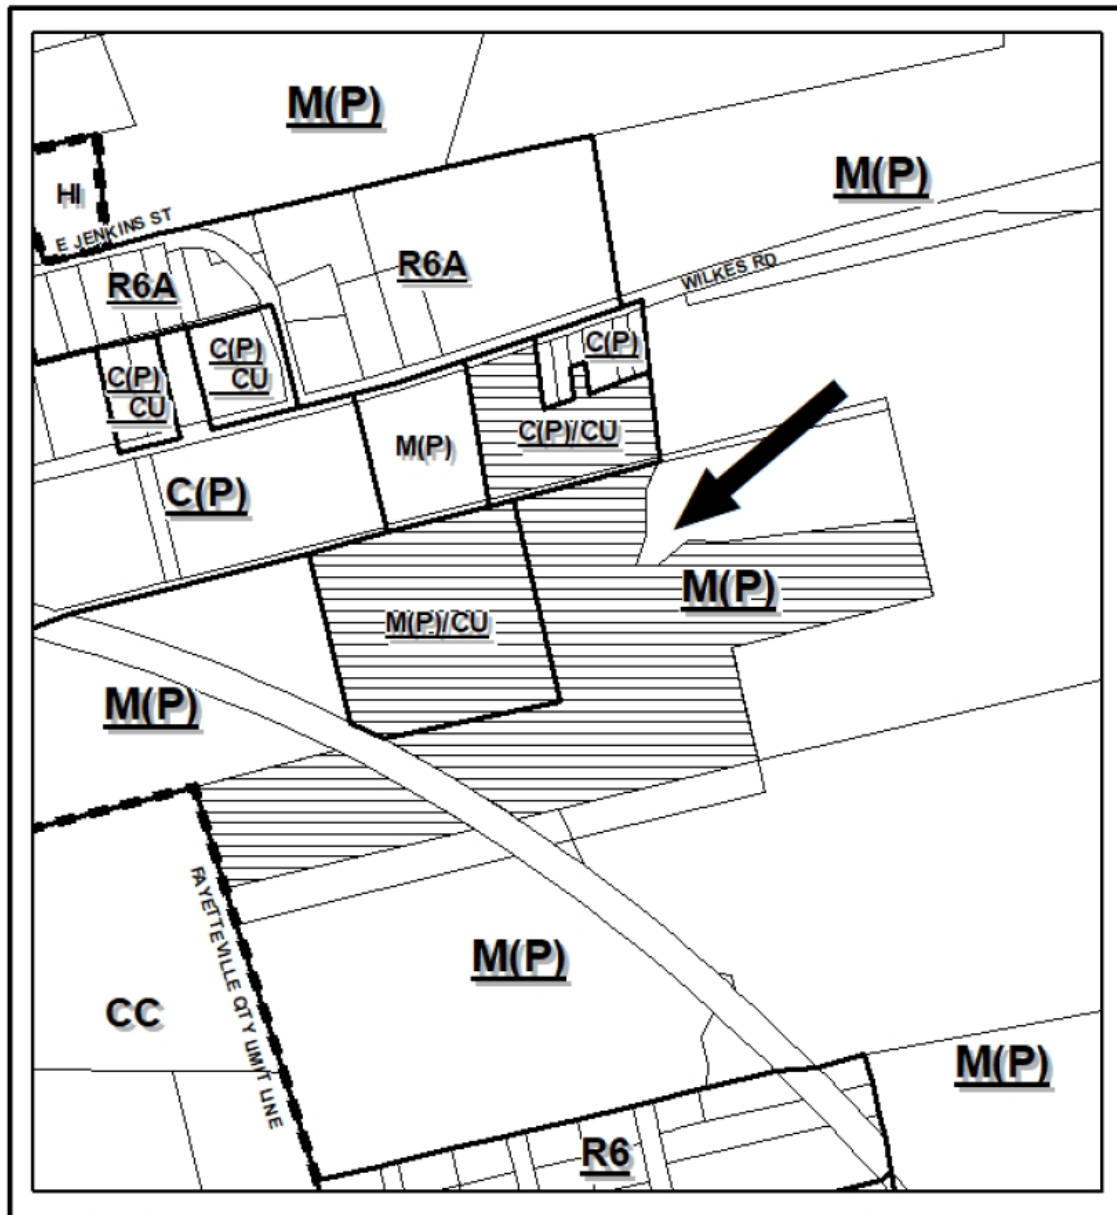 M(P)
M(P)
HI
E JENKINS ST
R6A
R6A
WILKES RD
C(P)
CU
C(P)
CU
C(P)
M(P)
C(P)/CU
C(P)
M(P)
M(P)/CU
M(P)
FAYETTEVILLE CITY LIMIT LINE
M(P)
CC
M(P)
R6